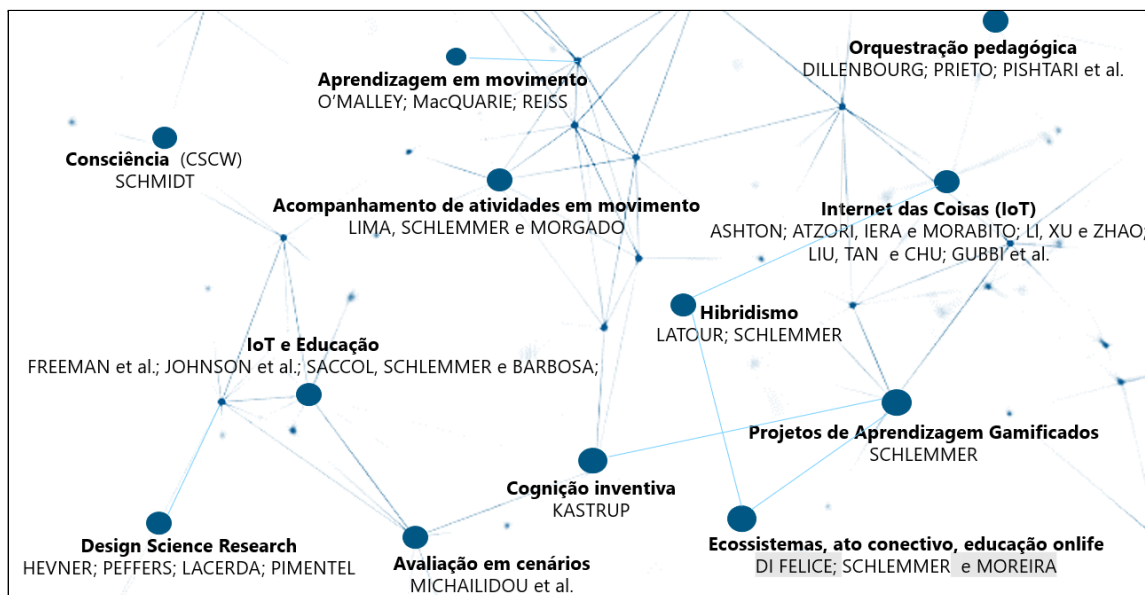 Orquestração pedagógica
DILLENBOURG; PRIETO; PISHTARI et al.
Aprendizagem em movimento
O'MALLEY; MacQUARIE; REISS
Consciência (CSCW)
SCHMIDT
Acompanhamento de atividades em movimento
LIMA, SCHLEMMER e MORGADO
Internet das Coisas (IoT)
ASHTON; ATZORI, IERA e MORABITO; LI, XU e ZHAO;
LIU, TAN e CHU; GUBBI et al.
Hibridismo
LATOUR; SCHLEMMER
IoT e Educação
FREEMAN et al.; JOHNSON et al.; SACCOL, SCHLEMMER e BARBOSA;
Projetos de Aprendizagem Gamificados
SCHLEMMER
Cognição inventiva
KASTRUP
Design Science Research
HEVNER; PEFFERS; LACERDA; PIMENTEL
Avaliação em cenários
MICHAILIDOU et al.
Ecossistemas, ato conectivo, educação onlife
DI FELICE; SCHLEMMER e MOREIRA